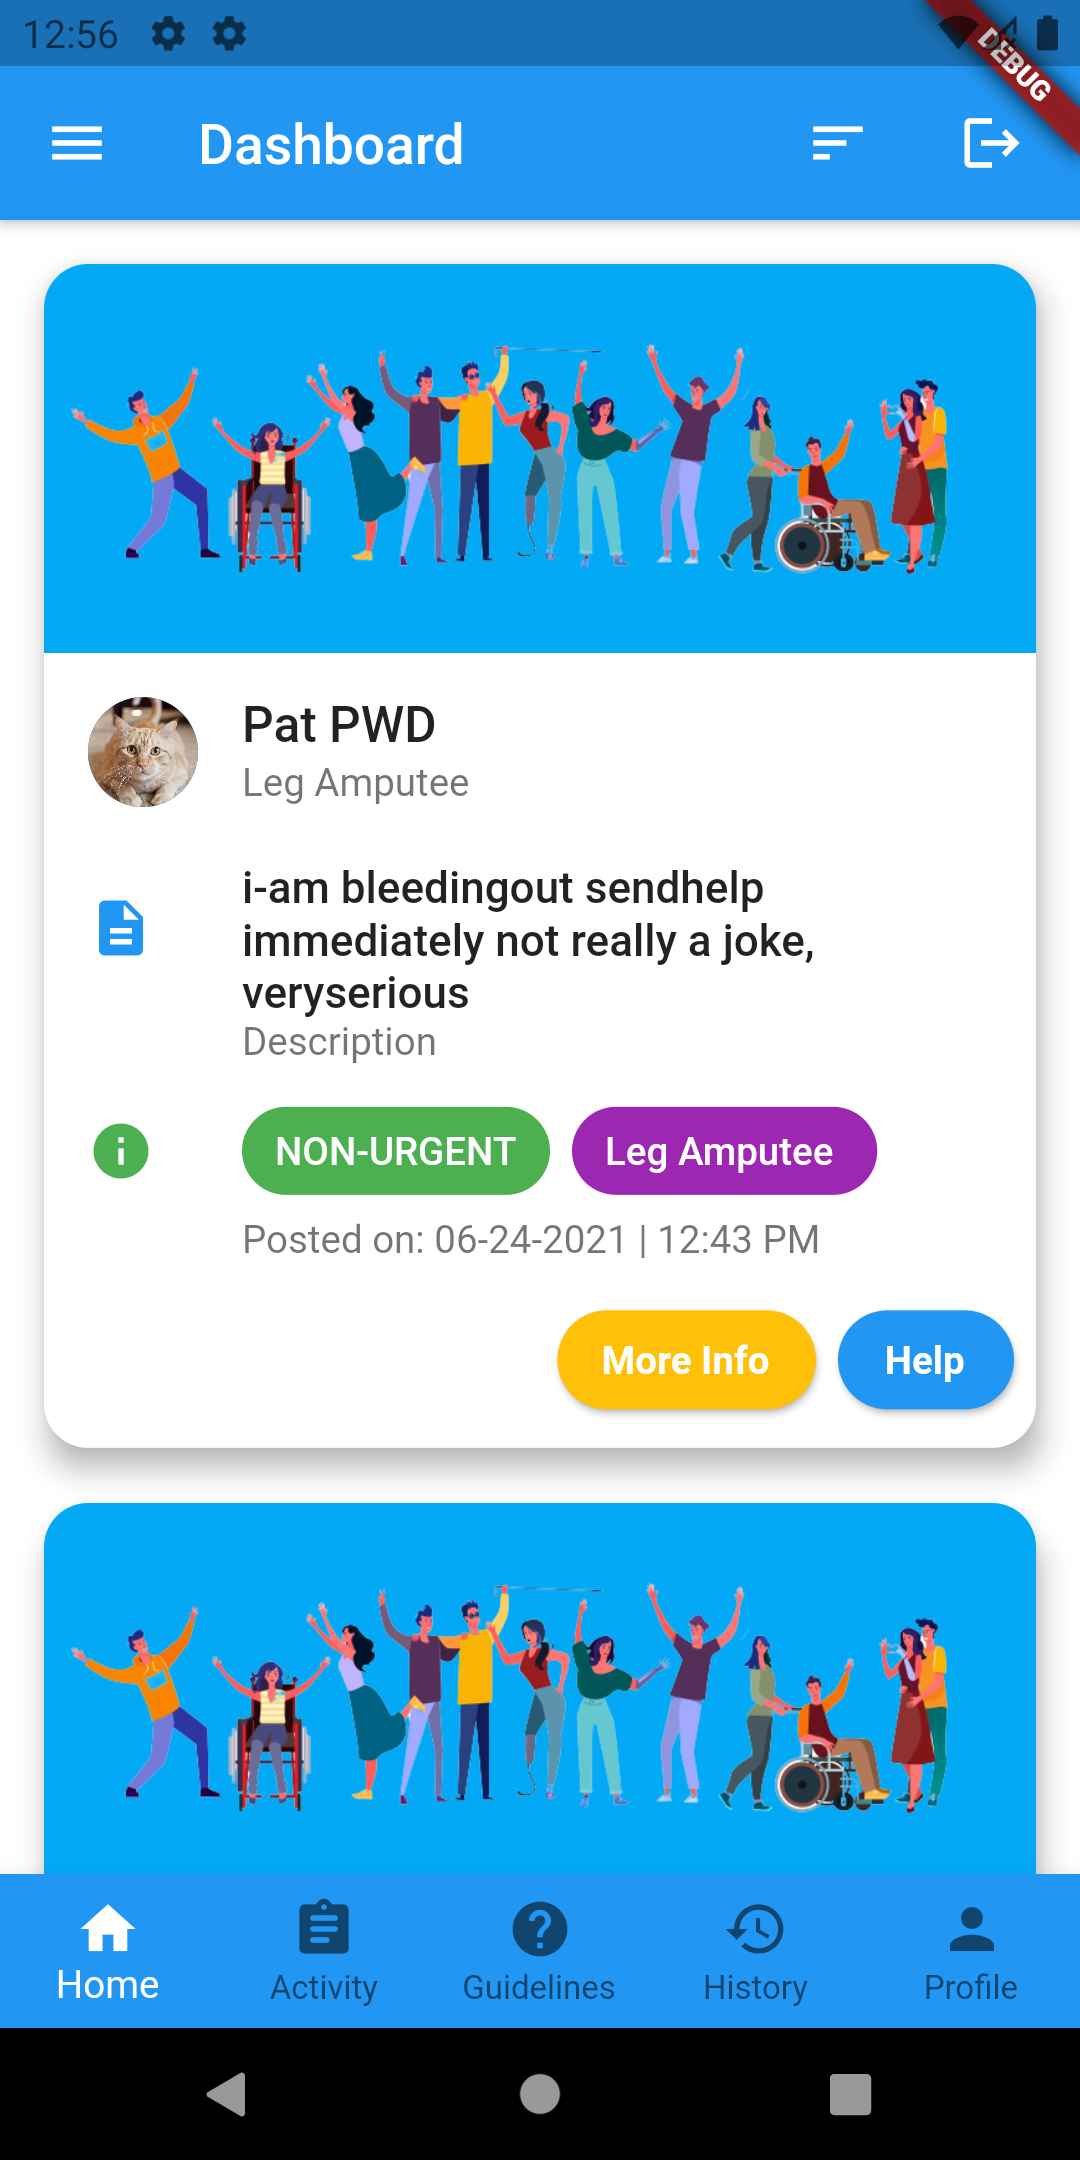 12:56
DEBUG
Dashboard
Pat PWD
Leg Amputee
i-am bleedingout sendhelp
immediately not really a joke,
veryserious
Description
NON-URGENT Leg Amputee
Posted on: 06-24-2021 | 12:43 PM
More Info Help
Home Activity Guidelines History Profile